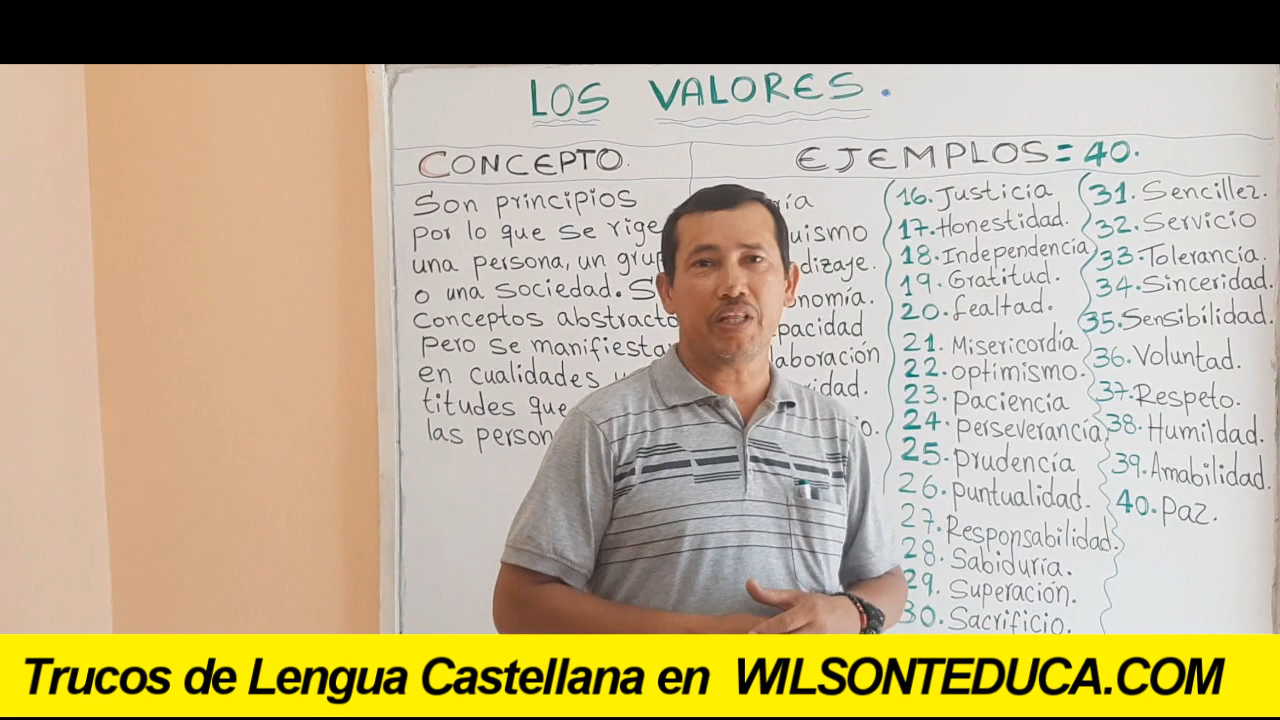 LOS VALORES.
CONCEPTO.
EJEMPLOS = 40.
Son principios
por lo que se rige
una persona, un
o una sociedad.
conceptos
pero se
en cualidades
titudes que
las
dizaje.
pacidad
16. Justicia
17. Honestidad.
18. Independencia
19. Gratitud.
20. Lealtad.
21. Misericordia
22. optimismo.
23. paciencia
24. perseverancia
25. prudencia
26. puntualidad.
27. Responsabilidad.
28. Sabiduría.
29. Superación.
30. Sacrificio.
31. Sencillez.
32. Servicio
33. Tolerancia.
34. Sinceridad.
35. Sensibilidad.
36. Voluntad.
37. Respeto.
38. Humildad.
39. Amabilidad.
40. Paz.
Trucos de Lengua Castellana en WILSONTEDUCA.COM